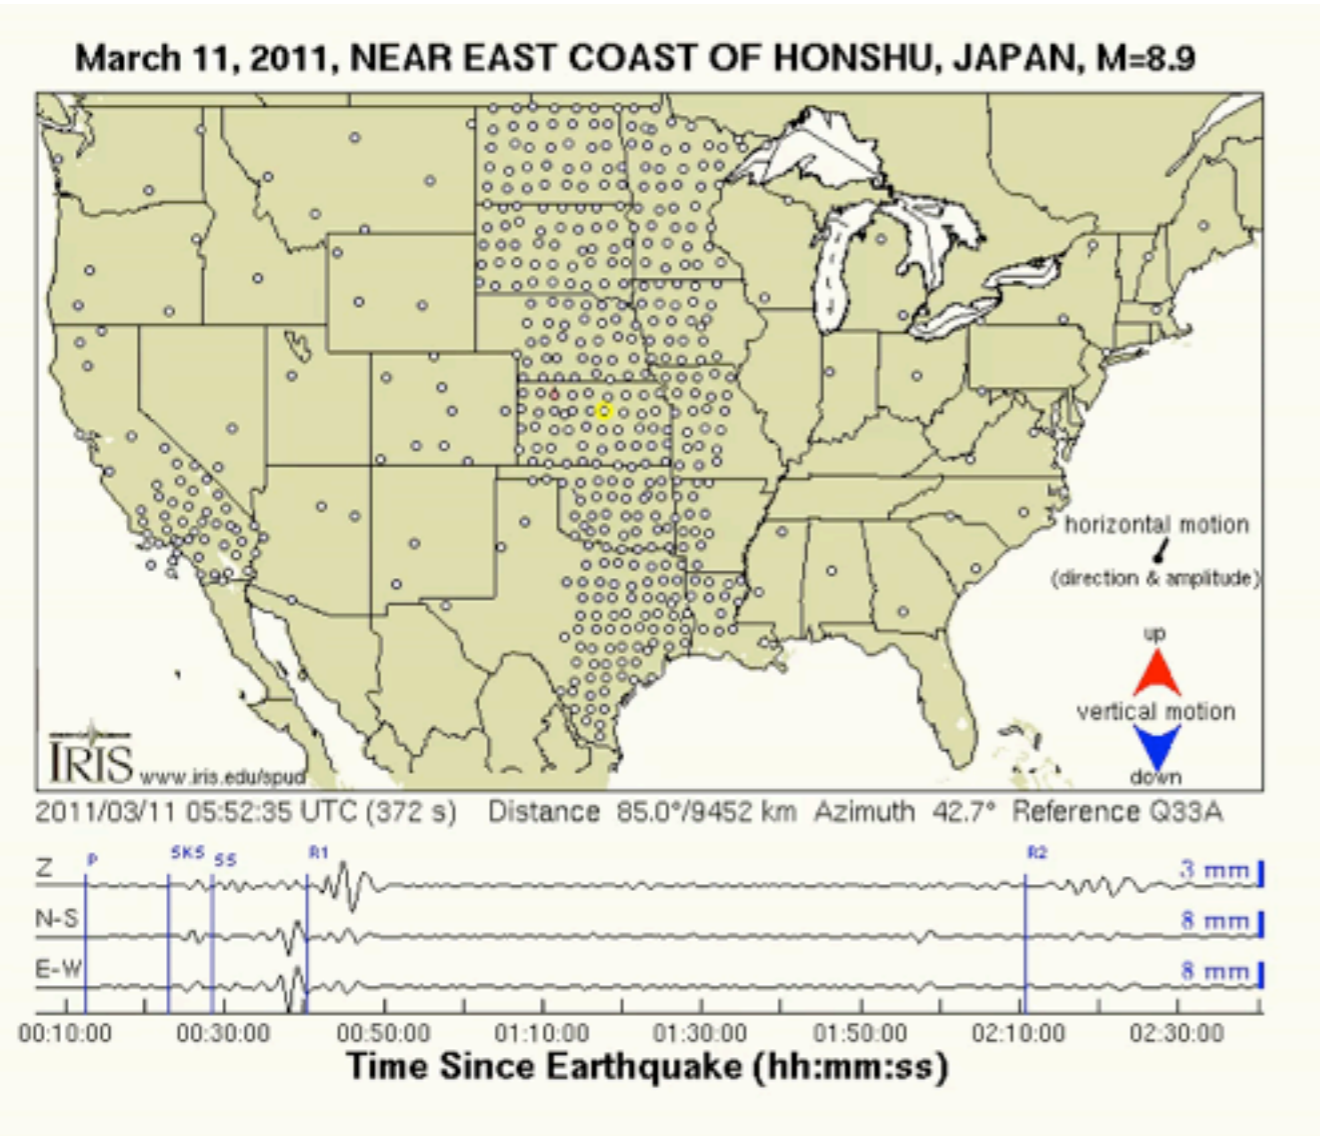 March 11, 2011, NEAR EAST COAST OF HONSHU, JAPAN, M=8.9
horizontal motion
(direction & amplitude)
up
vertical motion
down
IRIS www.iris.edu/spud
2011/03/11 05:52:35 UTC (372 s) Distance 85.0°/9452 km Azimuth 42.7° Reference Q33A
P SKS SS R1 R2
Z 3 mm
N-S 8 mm
E-W 8 mm
00:10:00 00:30:00 00:50:00 01:10:00 01:30:00 01:50:00 02:10:00 02:30:00
Time Since Earthquake (hh:mm:ss)